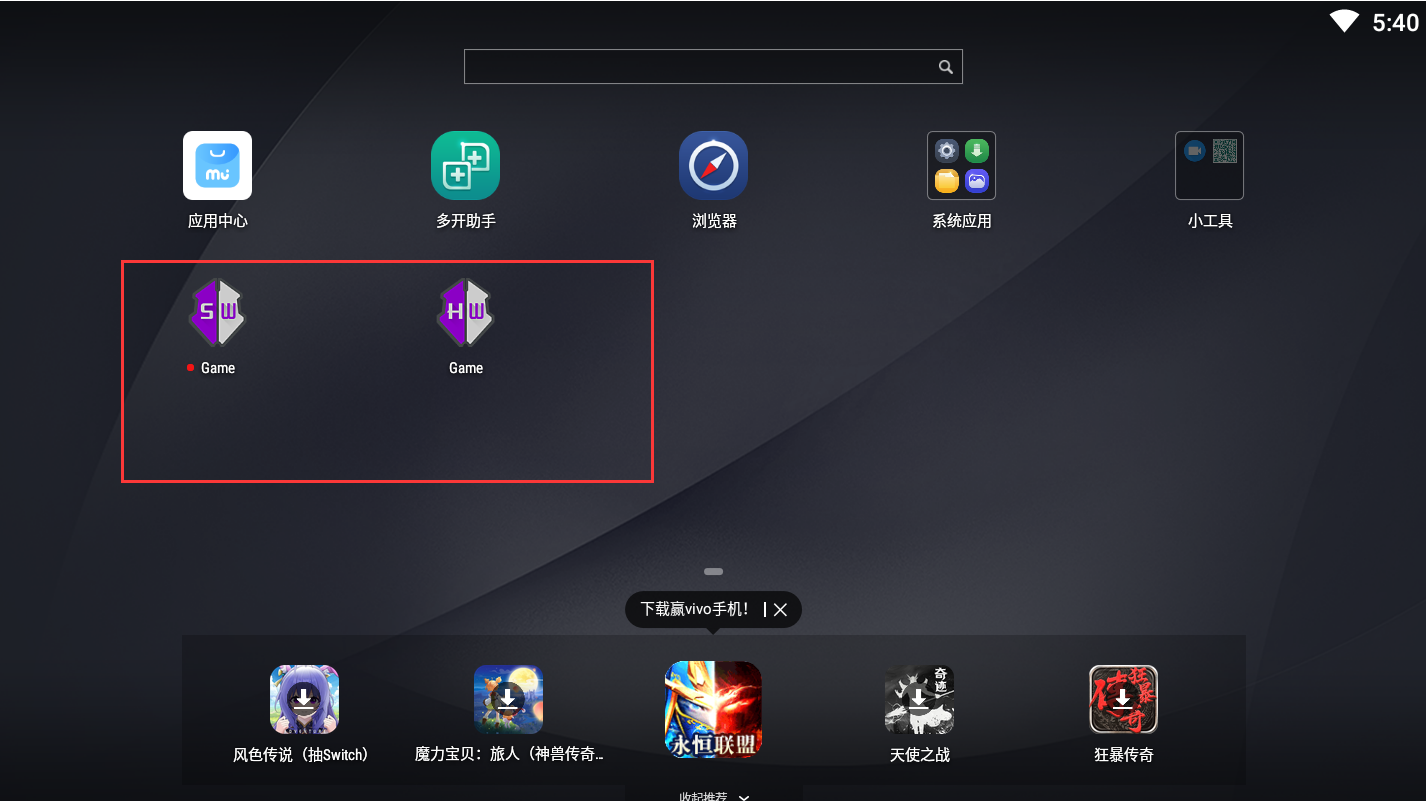 5:40
mu
应用中心
多开助手
浏览器
系统应用
小工具
SW
HW
Game
Game
下载赢vivo手机！
奇迹
狂暴
传奇
永恒联盟
风色传说（抽Switch）
魔力宝贝：旅人（神兽传奇...
天使之战
狂暴传奇
收起推荐